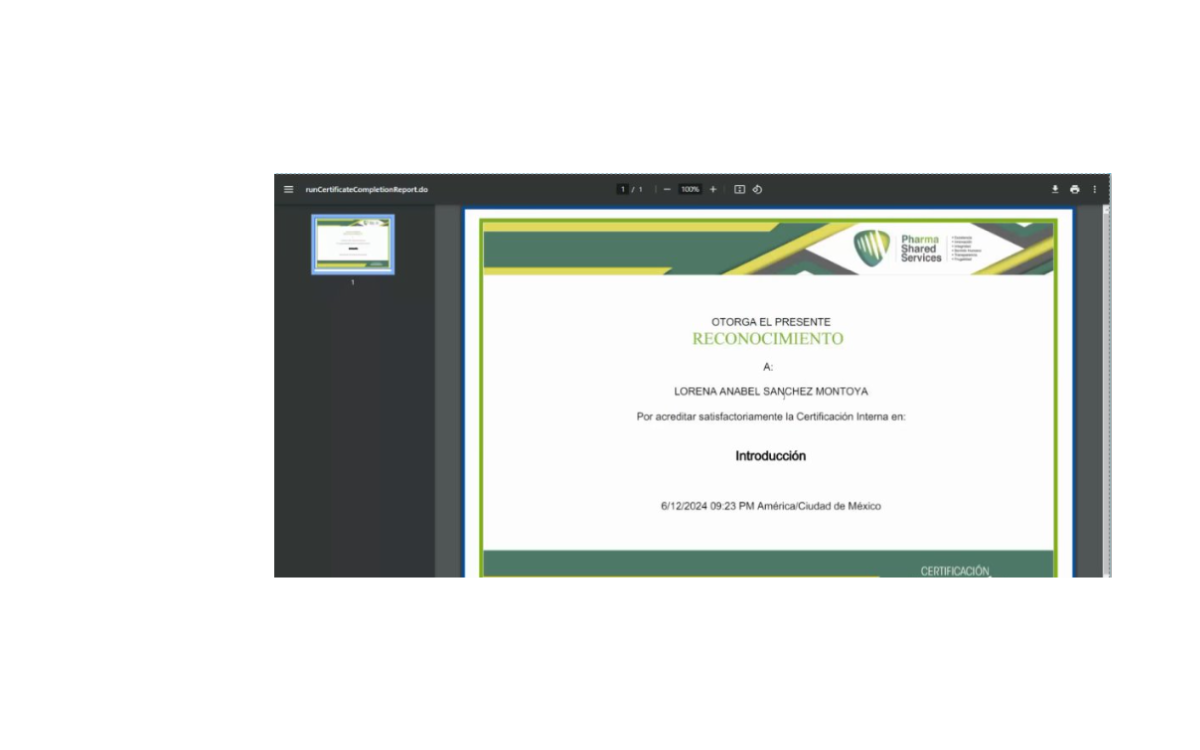 runCertificateCompletionReport.do
1 / 1
100%
1
Pharma
Shared
Services
OTORGA EL PRESENTE
RECONOCIMIENTO
A:
LORENA ANABEL SANCHEZ MONTOYA
Por acreditar satisfactoriamente la Certificación Interna en:
Introducción
6/12/2024 09:23 PM América/Ciudad de México
CERTIFICACIÓN